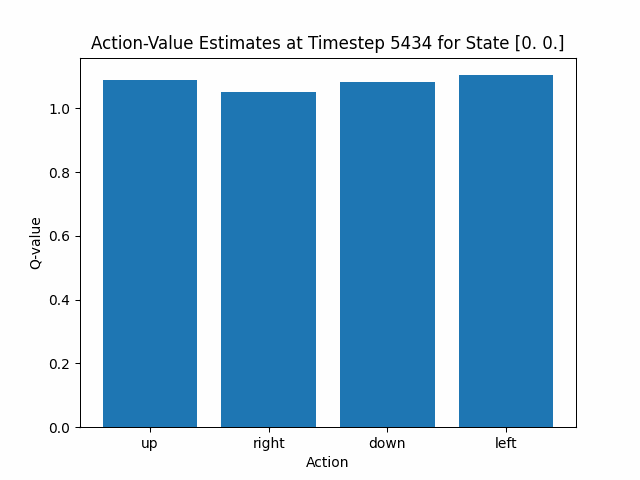 Action-Value Estimates at Timestep 5434 for State [0. 0.]
1.0
0.8
0.6
0.4
0.2
0.0
Q-value
up right down left
Action